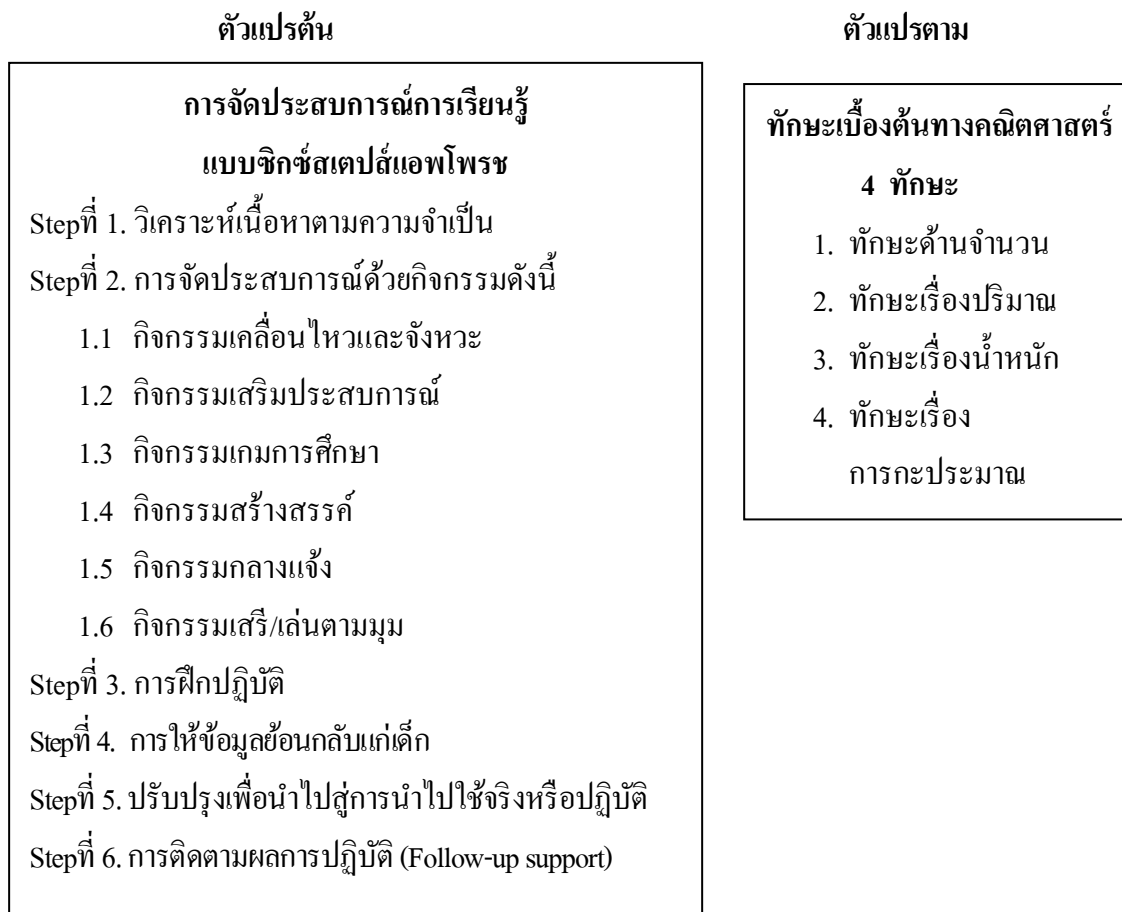 ตัวแปรต้น
การจัดประสบการณ์การเรียนรู้
แบบซิกซ์สเตปส์แอพโพรช
Stepที่ 1. วิเคราะห์เนื้อหาตามความจำเป็น
Stepที่ 2. การจัดประสบการณ์ด้วยกิจกรรมดังนี้
1.1 กิจกรรมเคลื่อนไหวและจังหวะ
1.2 กิจกรรมเสริมประสบการณ์
1.3 กิจกรรมเกมการศึกษา
1.4 กิจกรรมสร้างสรรค์
1.5 กิจกรรมกลางแจ้ง
1.6 กิจกรรมเสรี/เล่นตามมุม
Stepที่ 3. การฝึกปฏิบัติ
Stepที่ 4. การให้ข้อมูลย้อนกลับแก่เด็ก
Stepที่ 5. ปรับปรุงเพื่อนำไปสู่การนำไปใช้จริงหรือปฏิบัติ
Stepที่ 6. การติดตามผลการปฏิบัติ (Follow-up support)
ตัวแปรตาม
ทักษะเบื้องต้นทางคณิตศาสตร์
4 ทักษะ
1. ทักษะด้านจำนวน
2. ทักษะเรื่องปริมาณ
3. ทักษะเรื่องน้ำหนัก
4. ทักษะเรื่อง
การกะประมาณ